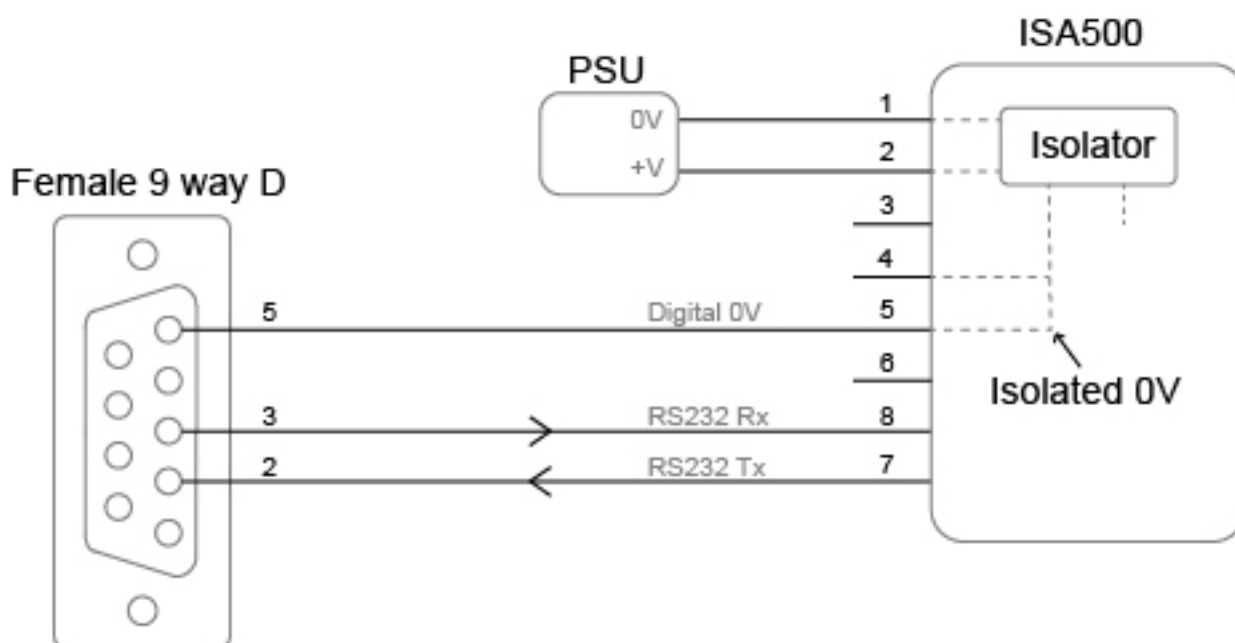 ISA500
PSU
0V
+V
1
2
Isolator
3
4
Female 9 way D
5
Digital 0V
5
6
Isolated 0V
3
RS232 Rx
8
2
RS232 Tx
7